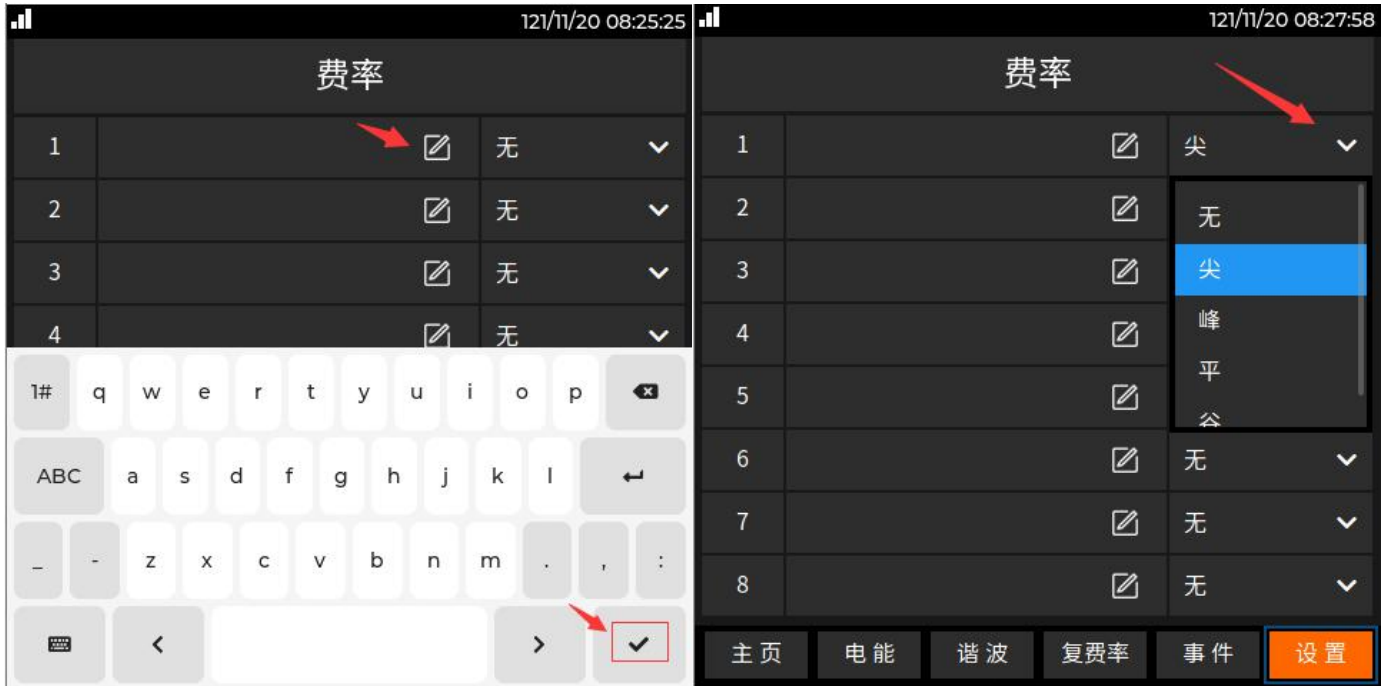 121/11/20 08:25:25
费率
1 无
2 无
3 无
4 无
1# q w e r t y u i o p
ABC a s d f g h j k l
_ - z x c v b n m . , :
121/11/20 08:27:58
费率
1 尖
2
无
3 尖
4 峰
平
5
谷
6 无
7 无
8 无
主页 电能 谐波 复费率 事件 设置